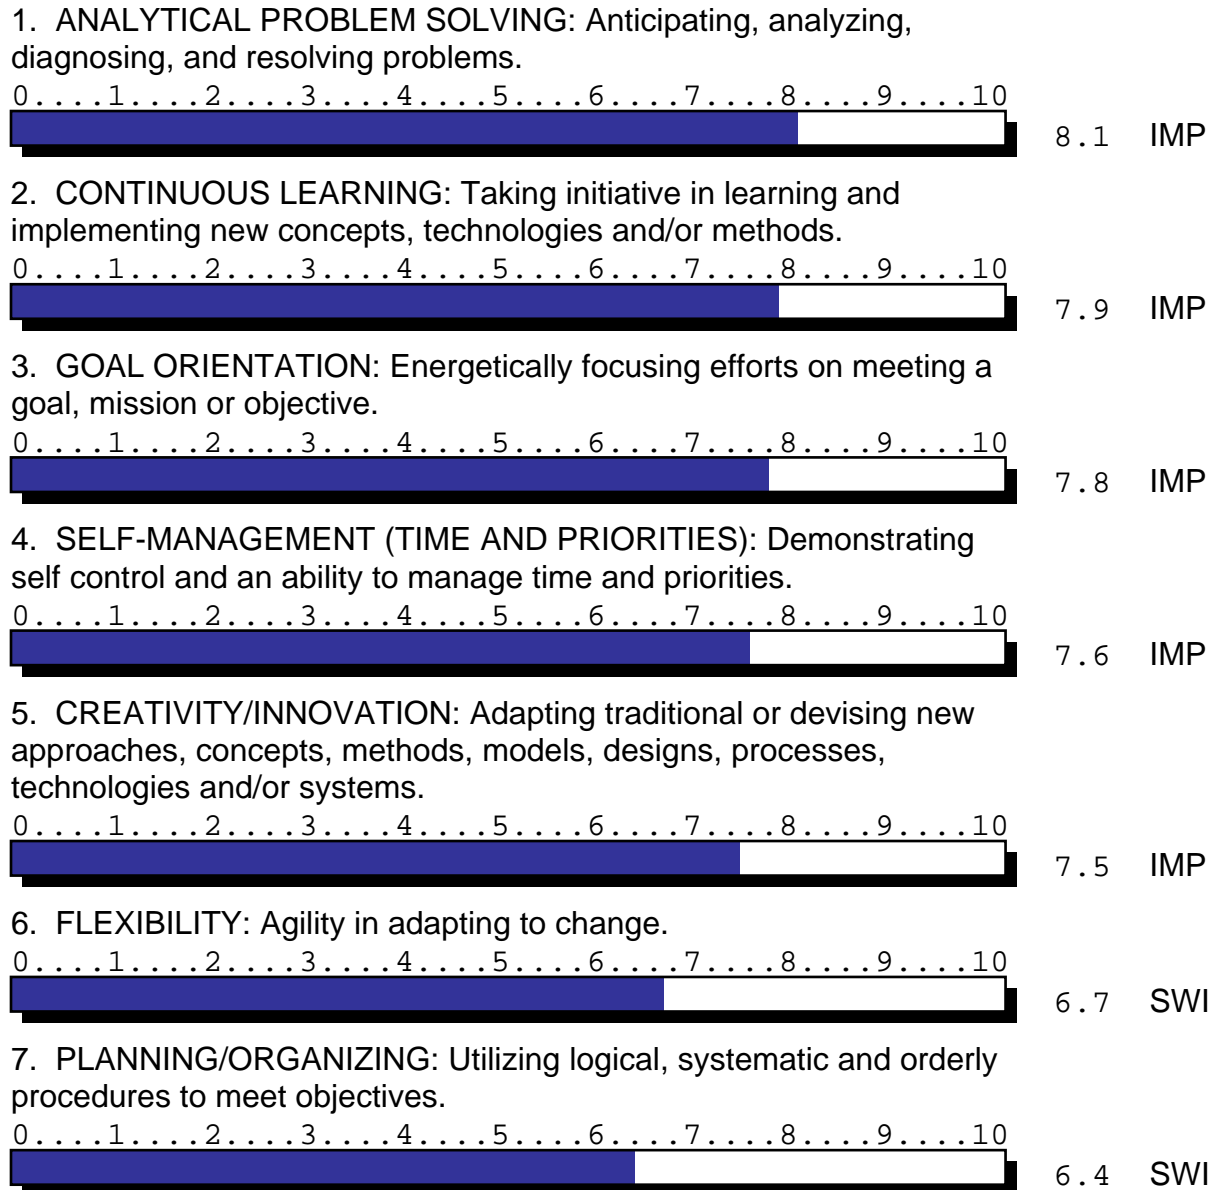 1. ANALYTICAL PROBLEM SOLVING: Anticipating, analyzing,
diagnosing, and resolving problems.
0....1....2....3....4....5....6....7....8....9....10
8.1 IMP
2. CONTINUOUS LEARNING: Taking initiative in learning and
implementing new concepts, technologies and/or methods.
0....1....2....3....4....5....6....7....8....9....10
7.9 IMP
3. GOAL ORIENTATION: Energetically focusing efforts on meeting a
goal, mission or objective.
0....1....2....3....4....5....6....7....8....9....10
7.8 IMP
4. SELF-MANAGEMENT (TIME AND PRIORITIES): Demonstrating
self control and an ability to manage time and priorities.
0....1....2....3....4....5....6....7....8....9....10
7.6 IMP
5. CREATIVITY/INNOVATION: Adapting traditional or devising new
approaches, concepts, methods, models, designs, processes,
technologies and/or systems.
0....1....2....3....4....5....6....7....8....9....10
7.5 IMP
6. FLEXIBILITY: Agility in adapting to change.
0....1....2....3....4....5....6....7....8....9....10
6.7 SWI
7. PLANNING/ORGANIZING: Utilizing logical, systematic and orderly
procedures to meet objectives.
0....1....2....3....4....5....6....7....8....9....10
6.4 SWI